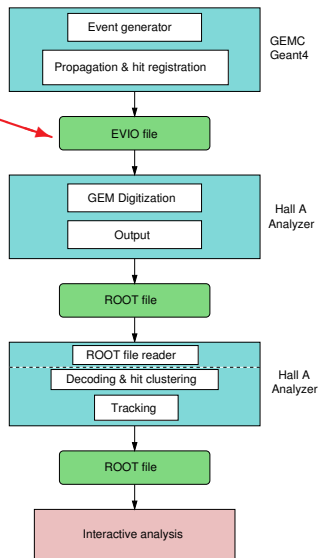 Event generator
GEMC
Geant4
Propagation & hit registration
EVIO file
GEM Digitization
Hall A
Analyzer
Output
ROOT file
ROOT file reader
Decoding & hit clustering
Hall A
Analyzer
Tracking
ROOT file
Interactive analysis